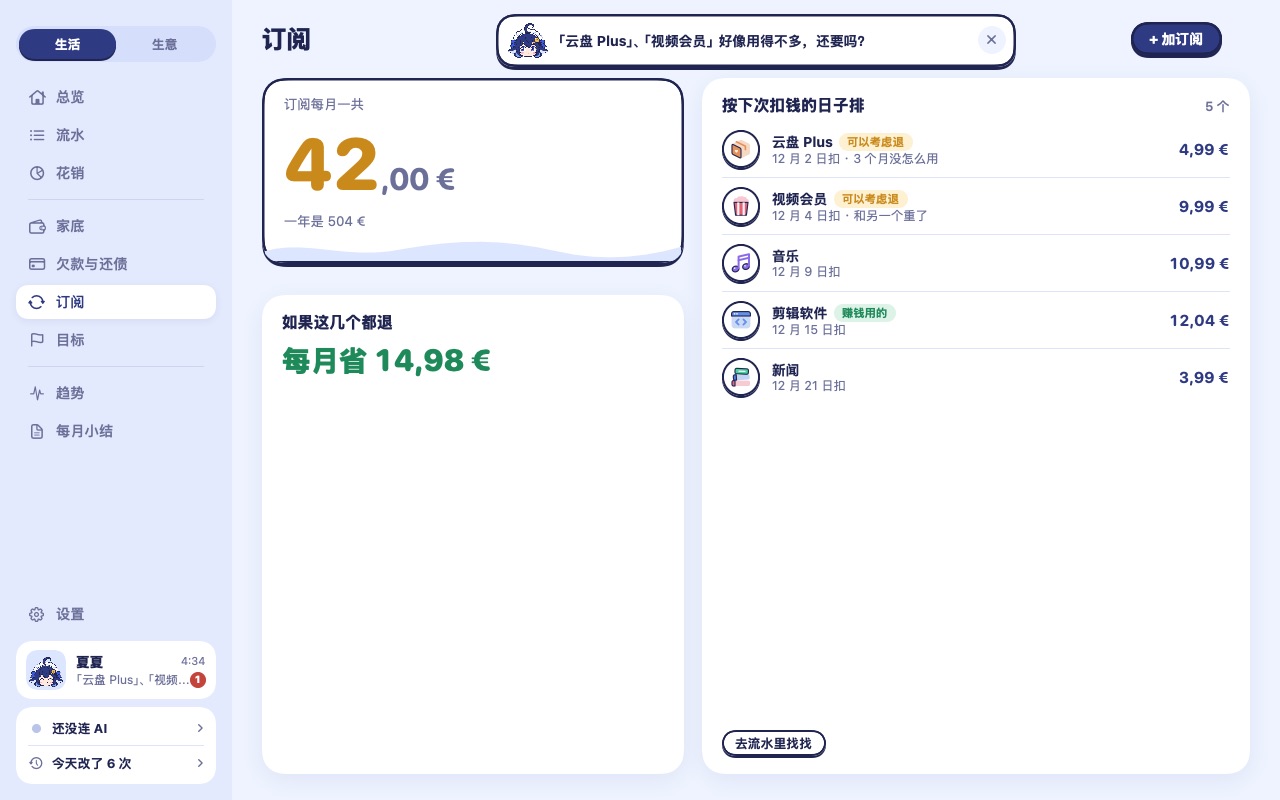 生活
生意
总览
流水
花销
家底
欠款与还债
订阅
目标
趋势
每月小结
设置
夏夏
4:34
「云盘 Plus」、「视频...
1
还没连 AI
今天改了 6 次
订阅
「云盘 Plus」、「视频会员」好像用得不多，还要吗?
+ 加订阅
订阅每月一共
42,00 €
一年是 504 €
如果这几个都退
每月省 14,98 €
按下次扣钱的日子排
5 个
云盘 Plus 可以考虑退
12 月 2 日扣 · 3 个月没怎么用
4,99 €
视频会员 可以考虑退
12 月 4 日扣 · 和另一个重了
9,99 €
音乐
12 月 9 日扣
10,99 €
剪辑软件 赚钱用的
12 月 15 日扣
12,04 €
新闻
12 月 21 日扣
3,99 €
去流水里找找